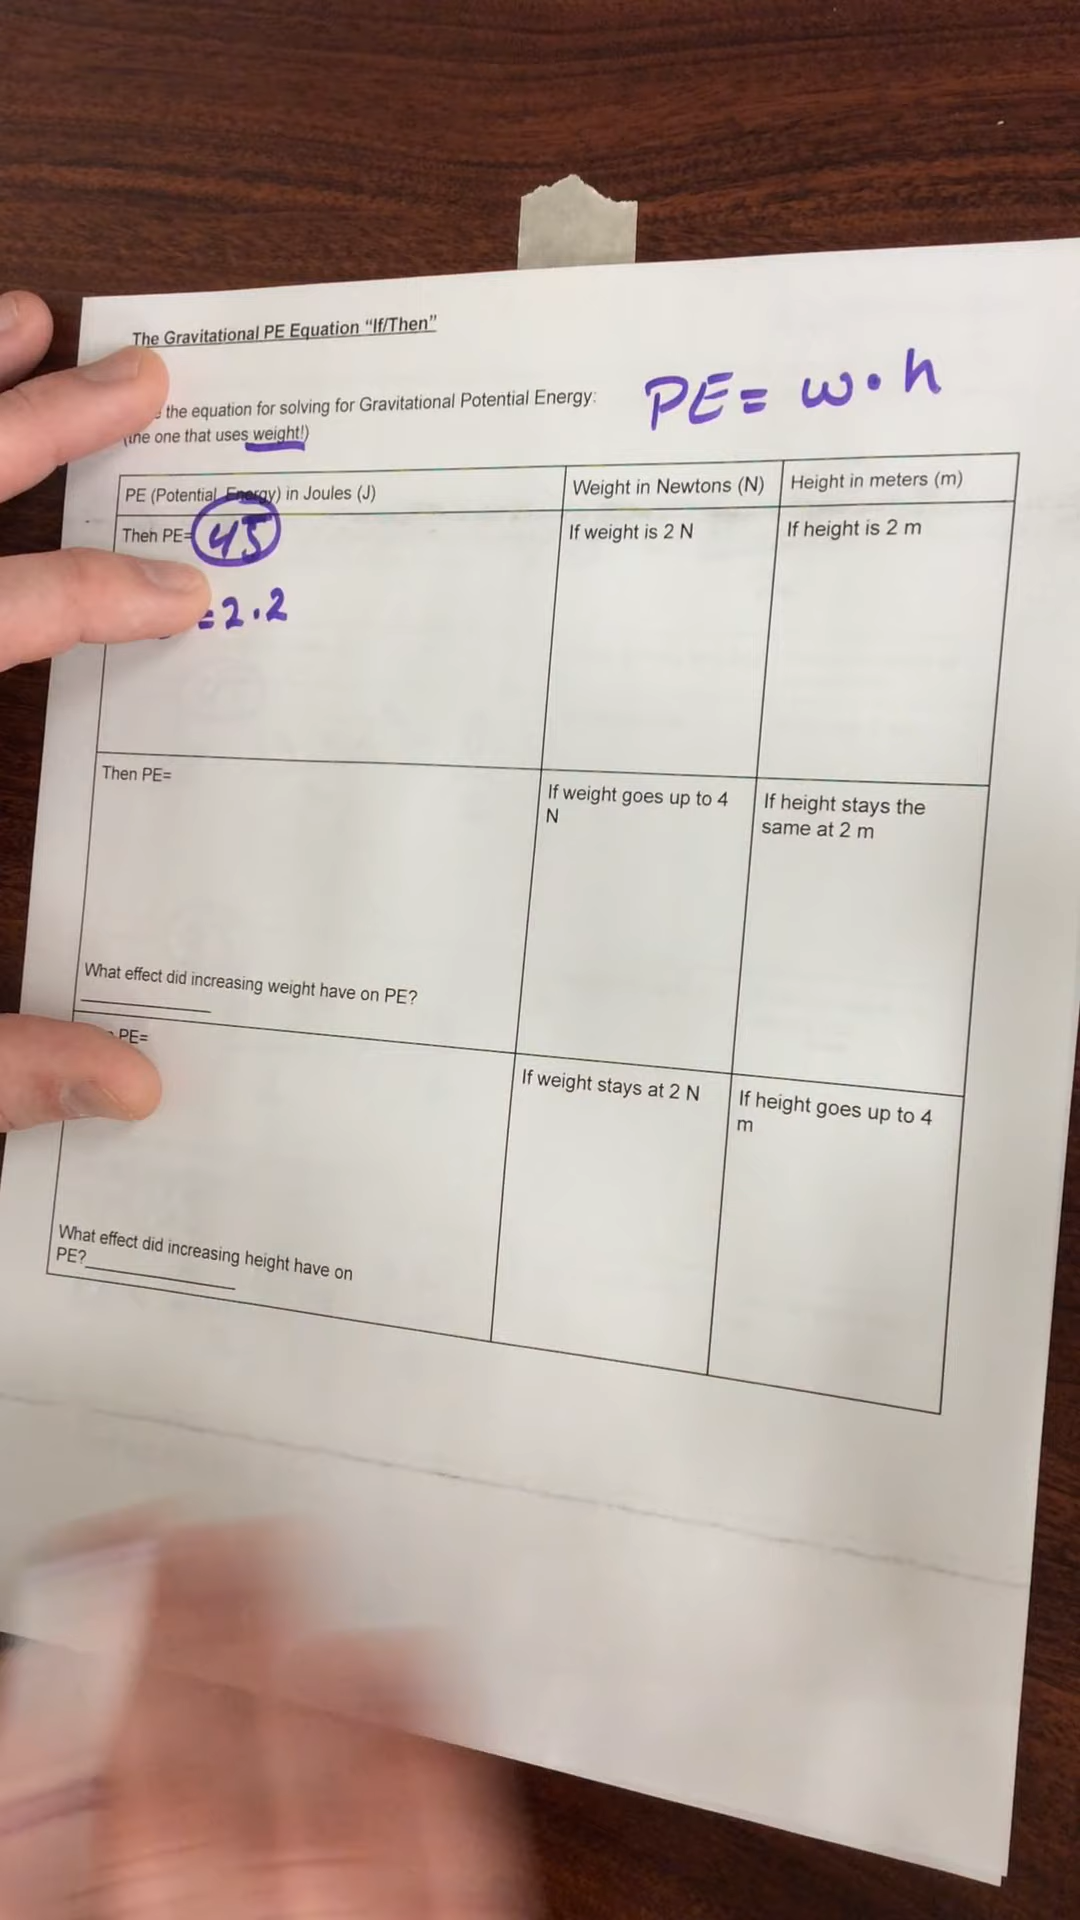 The Gravitational PE Equation “If/Then”
the equation for solving for Gravitational Potential Energy:
(the one that uses weight!)
PE = w • h
PE (Potential Energy) in Joules (J)
Weight in Newtons (N)
Height in meters (m)
Then PE=
4J
= 2 • 2
If weight is 2 N
If height is 2 m
Then PE=
If weight goes up to 4
N
If height stays the
same at 2 m
What effect did increasing weight have on PE?
PE=
If weight stays at 2 N
If height goes up to 4
m
What effect did increasing height have on
PE?